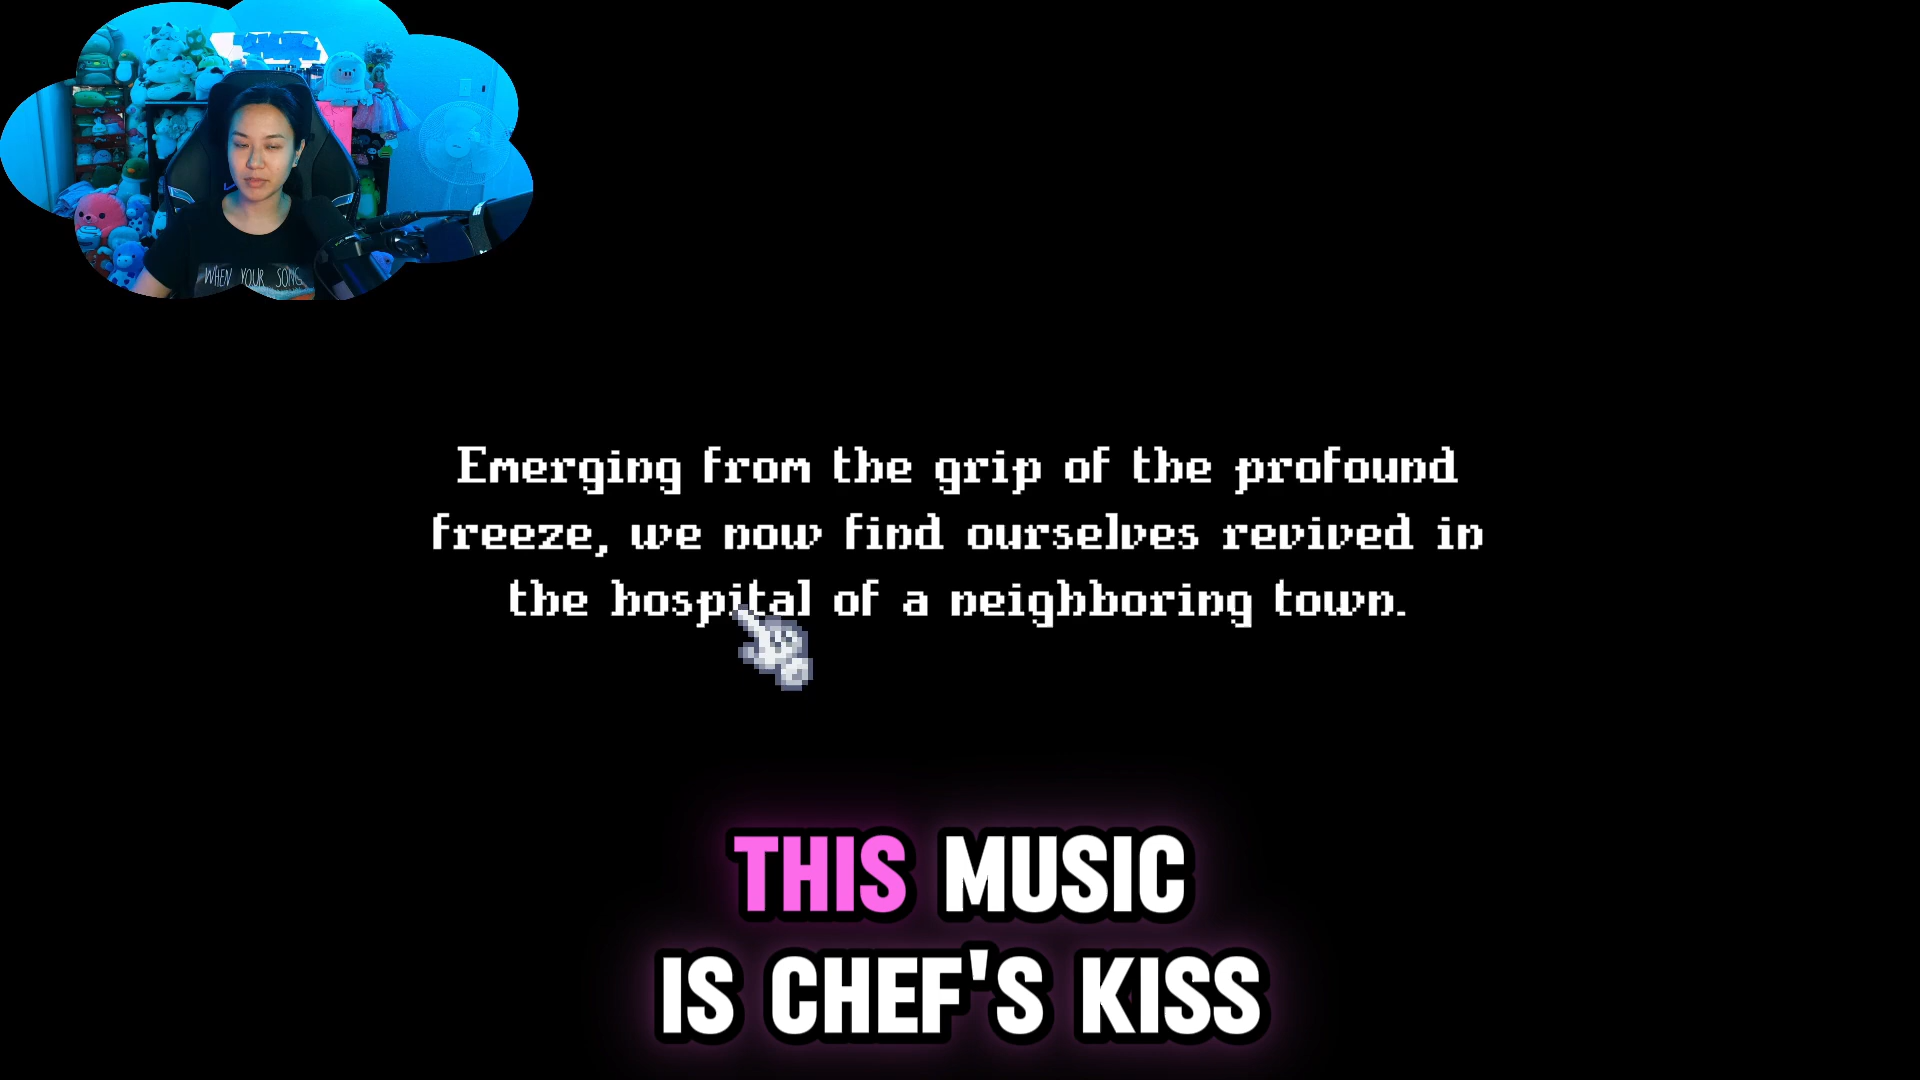 WHEN YOUR SONG
Emerging from the grip of the profound
freeze, we now find ourselves revived in
the hospital of a neighboring town.
THIS MUSIC
IS CHEF'S KISS